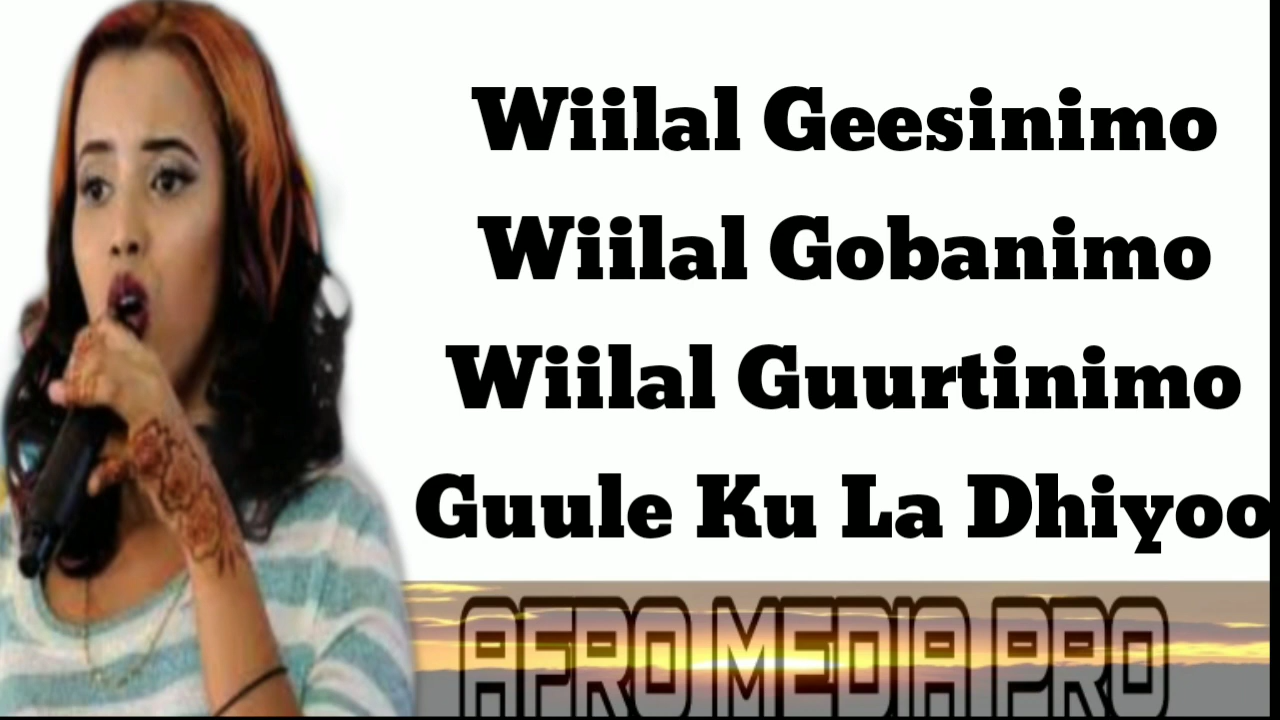 Wiilal Geesinimo
Wiilal Gobanimo
Wiilal Guurtinimo
Guule Ku La Dhiyoo
AFRO MEDIA PRO